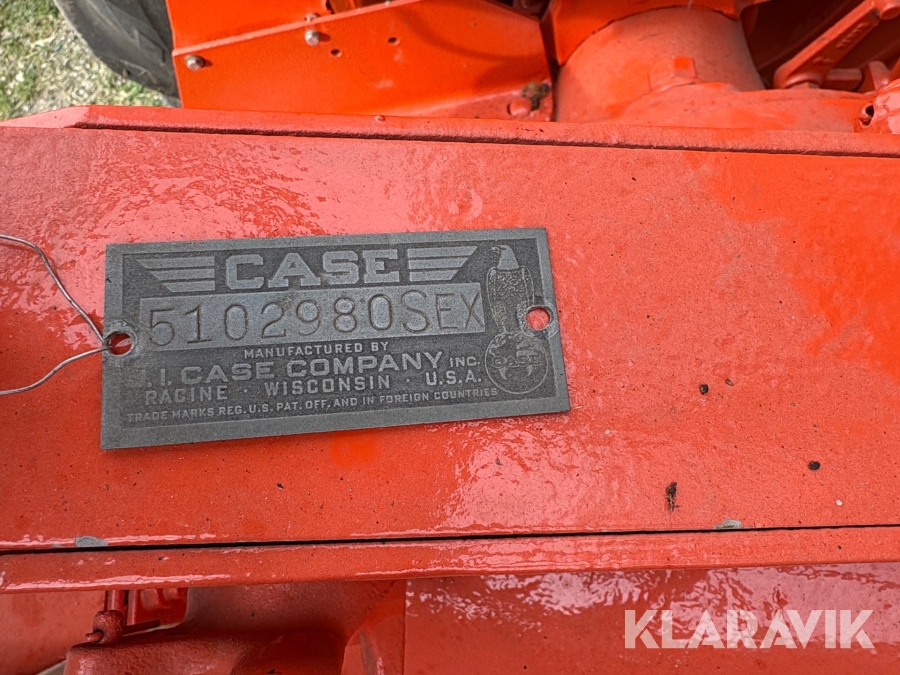 CASE
5102980SEX
MANUFACTURED BY
J.I. CASE COMPANY INC.
RACINE · WISCONSIN · U.S.A.
TRADE MARKS REG. U.S. PAT. OFF. AND IN FOREIGN COUNTRIES
CASE
KLARAVIK